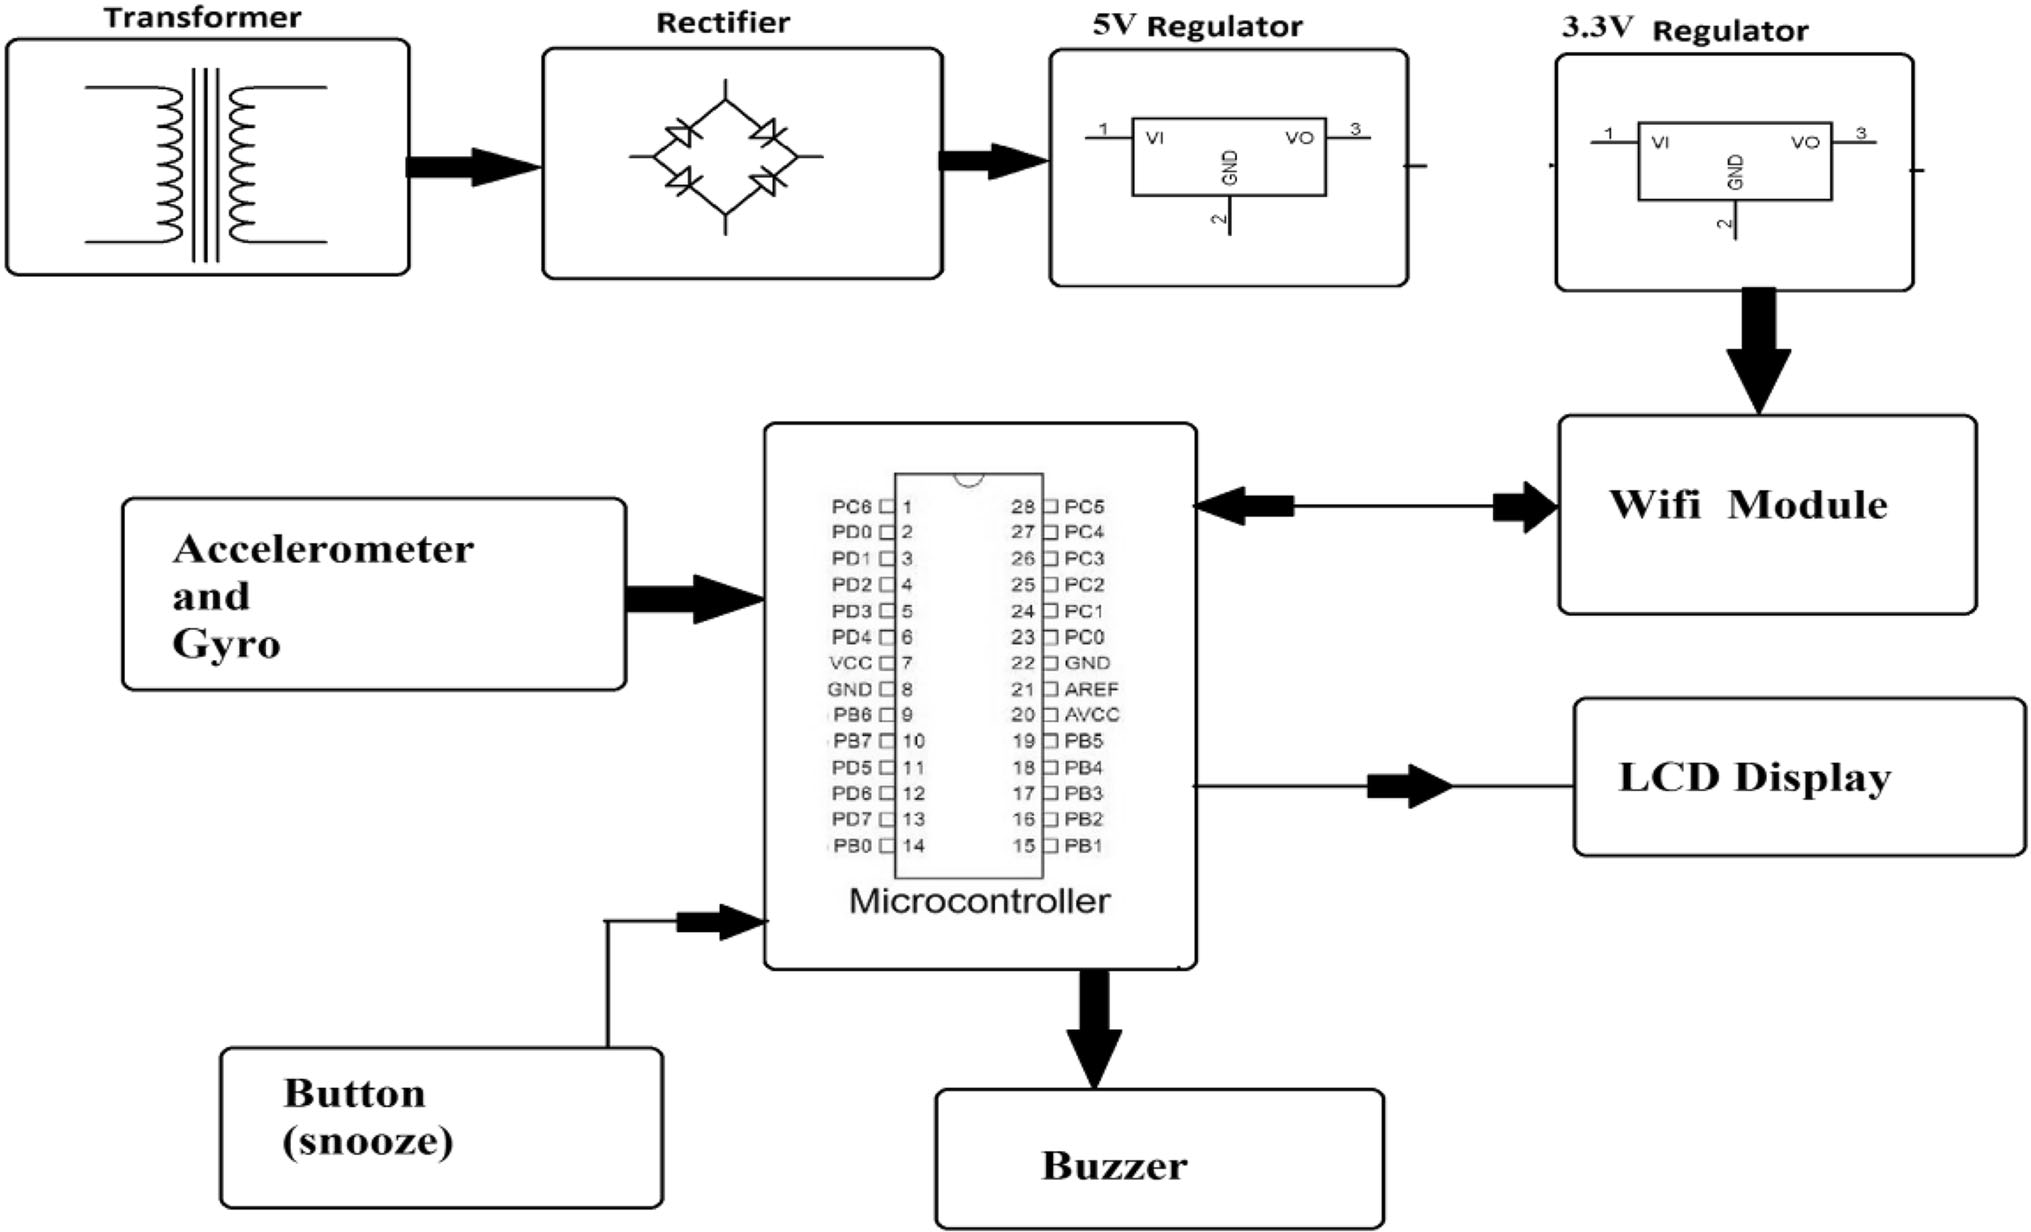 Transformer
Rectifier
5V Regulator
3.3V Regulator
1 VI VO 3
GND
2
1 VI VO 3
GND
2
Accelerometer
and
Gyro
PC6 1 28 PC5
PD0 2 27 PC4
PD1 3 26 PC3
PD2 4 25 PC2
PD3 5 24 PC1
PD4 6 23 PC0
VCC 7 22 GND
GND 8 21 AREF
PB6 9 20 AVCC
PB7 10 19 PB5
PD5 11 18 PB4
PD6 12 17 PB3
PD7 13 16 PB2
PB0 14 15 PB1
Microcontroller
Wifi Module
LCD Display
Button
(snooze)
Buzzer